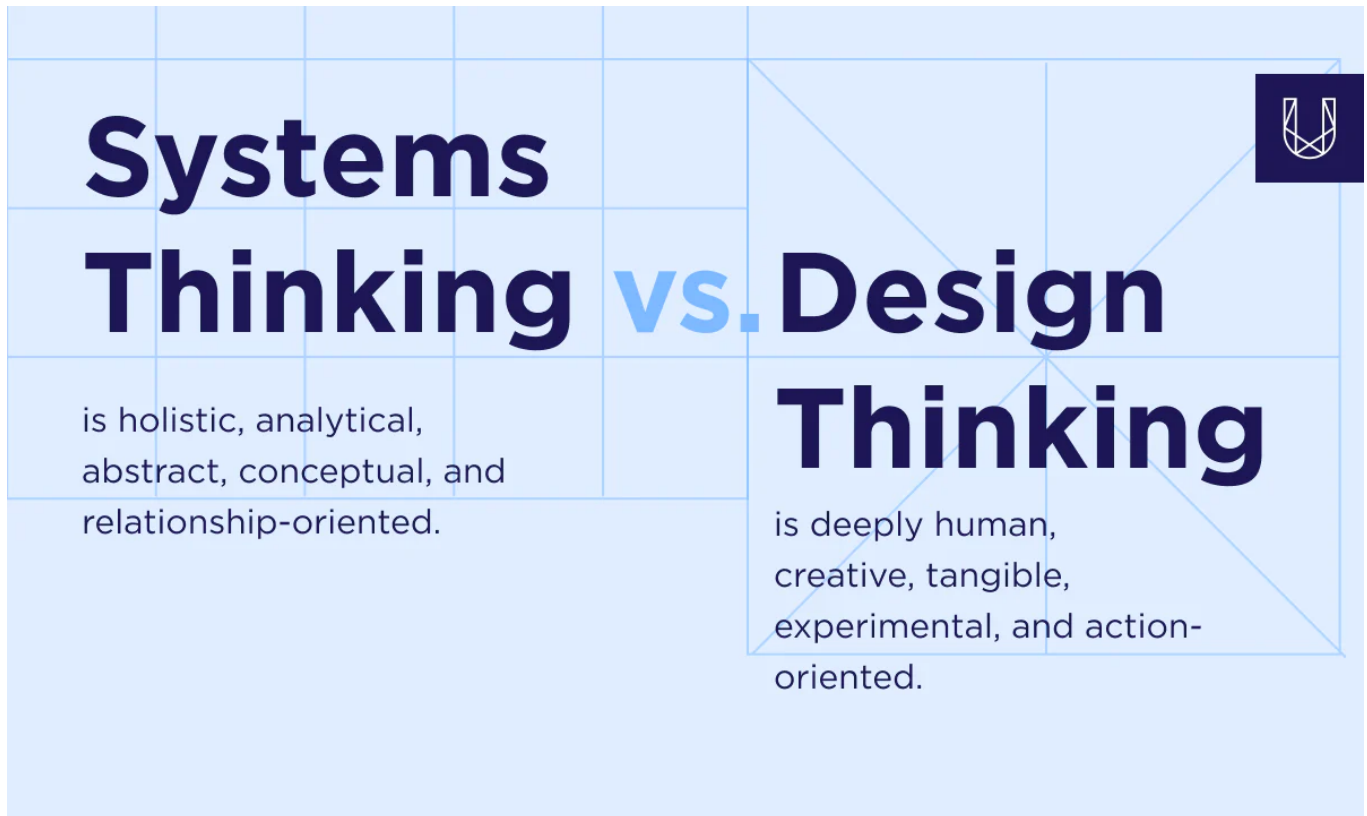 Systems
Thinking vs. Design
Thinking
is holistic, analytical,
abstract, conceptual, and
relationship-oriented.
is deeply human,
creative, tangible,
experimental, and action-
oriented.
U